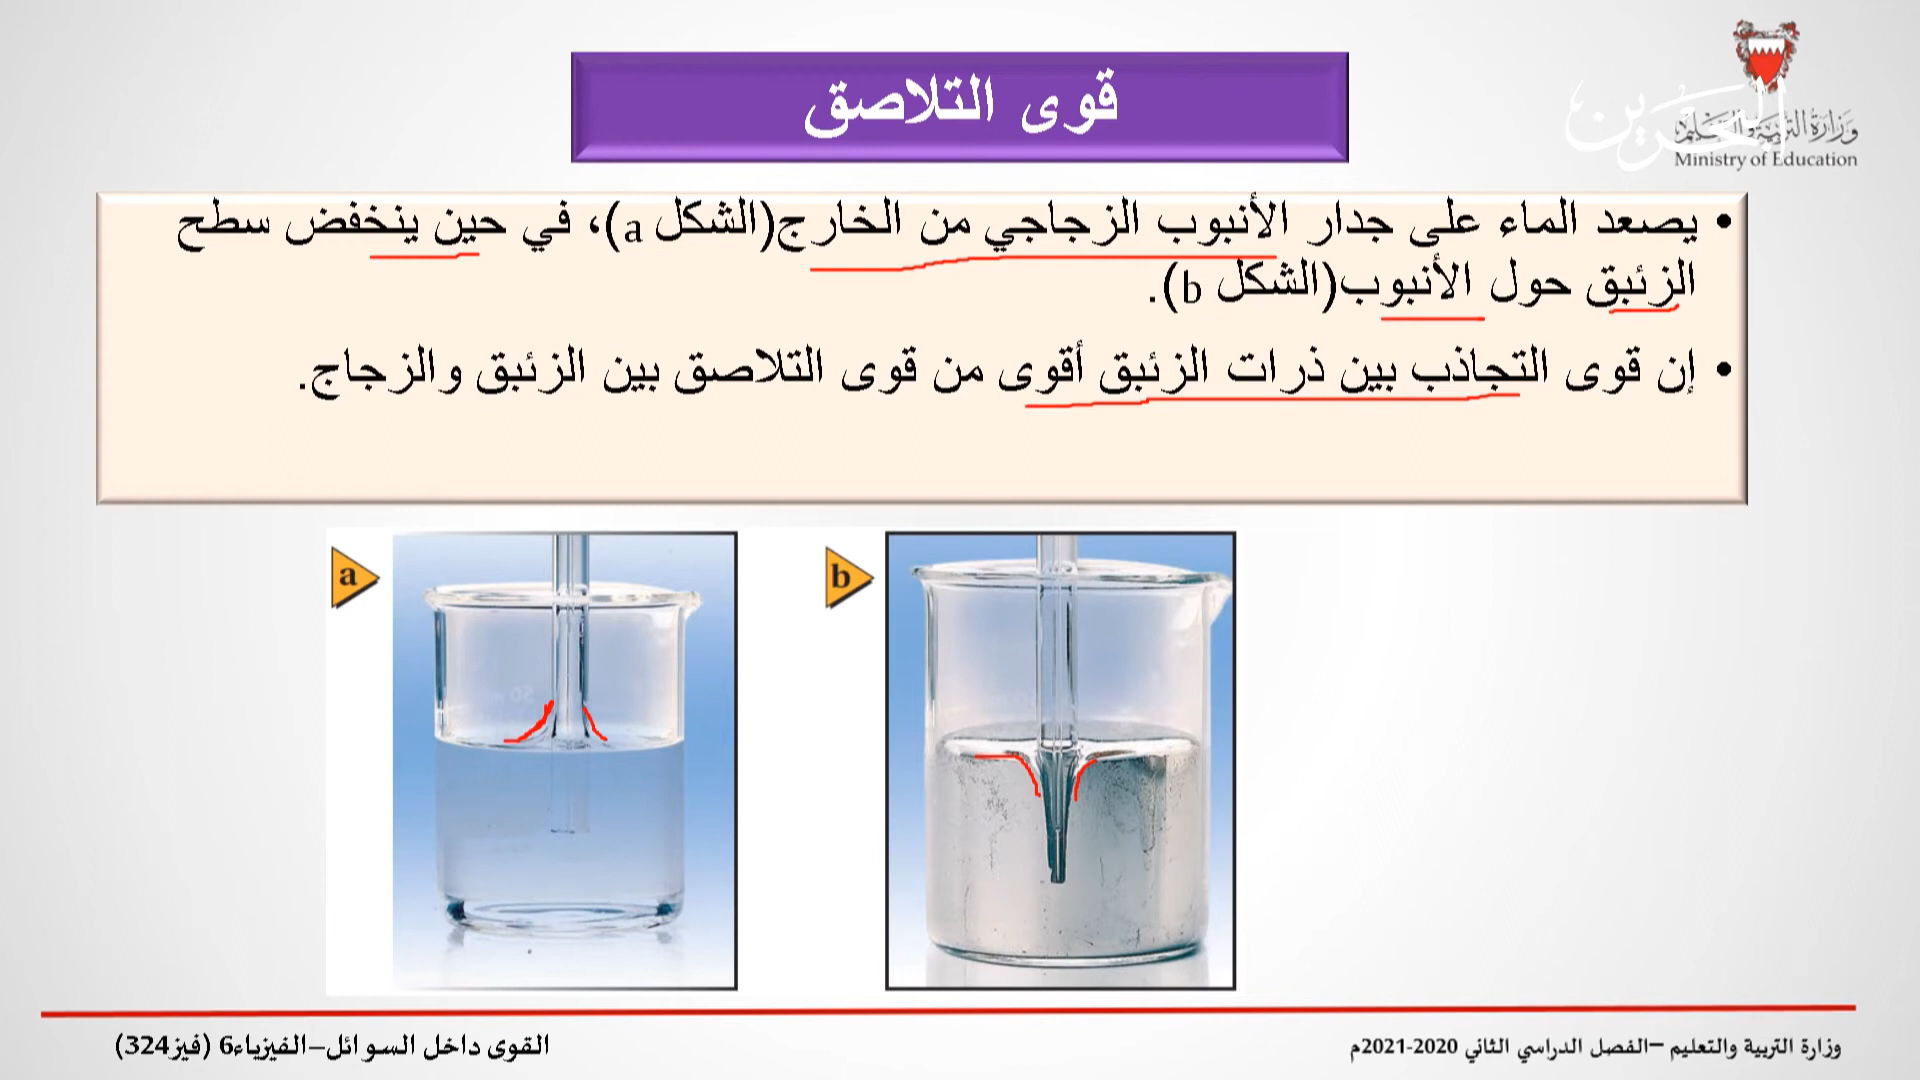 البحرين
وزارة التربية والتعليم
Ministry of Education
قوى التلاصق
• يصعد الماء على جدار الأنبوب الزجاجي من الخارج(الشكل a)، في حين ينخفض سطح
الزئبق حول الأنبوب(الشكل b).
• إن قوى التجاذب بين ذرات الزئبق أقوى من قوى التلاصق بين الزئبق والزجاج.
a
b
وزارة التربية والتعليم –الفصل الدراسي الثاني 2020-2021م
القوى داخل السوائل–الفيزياء6 (فيز324)